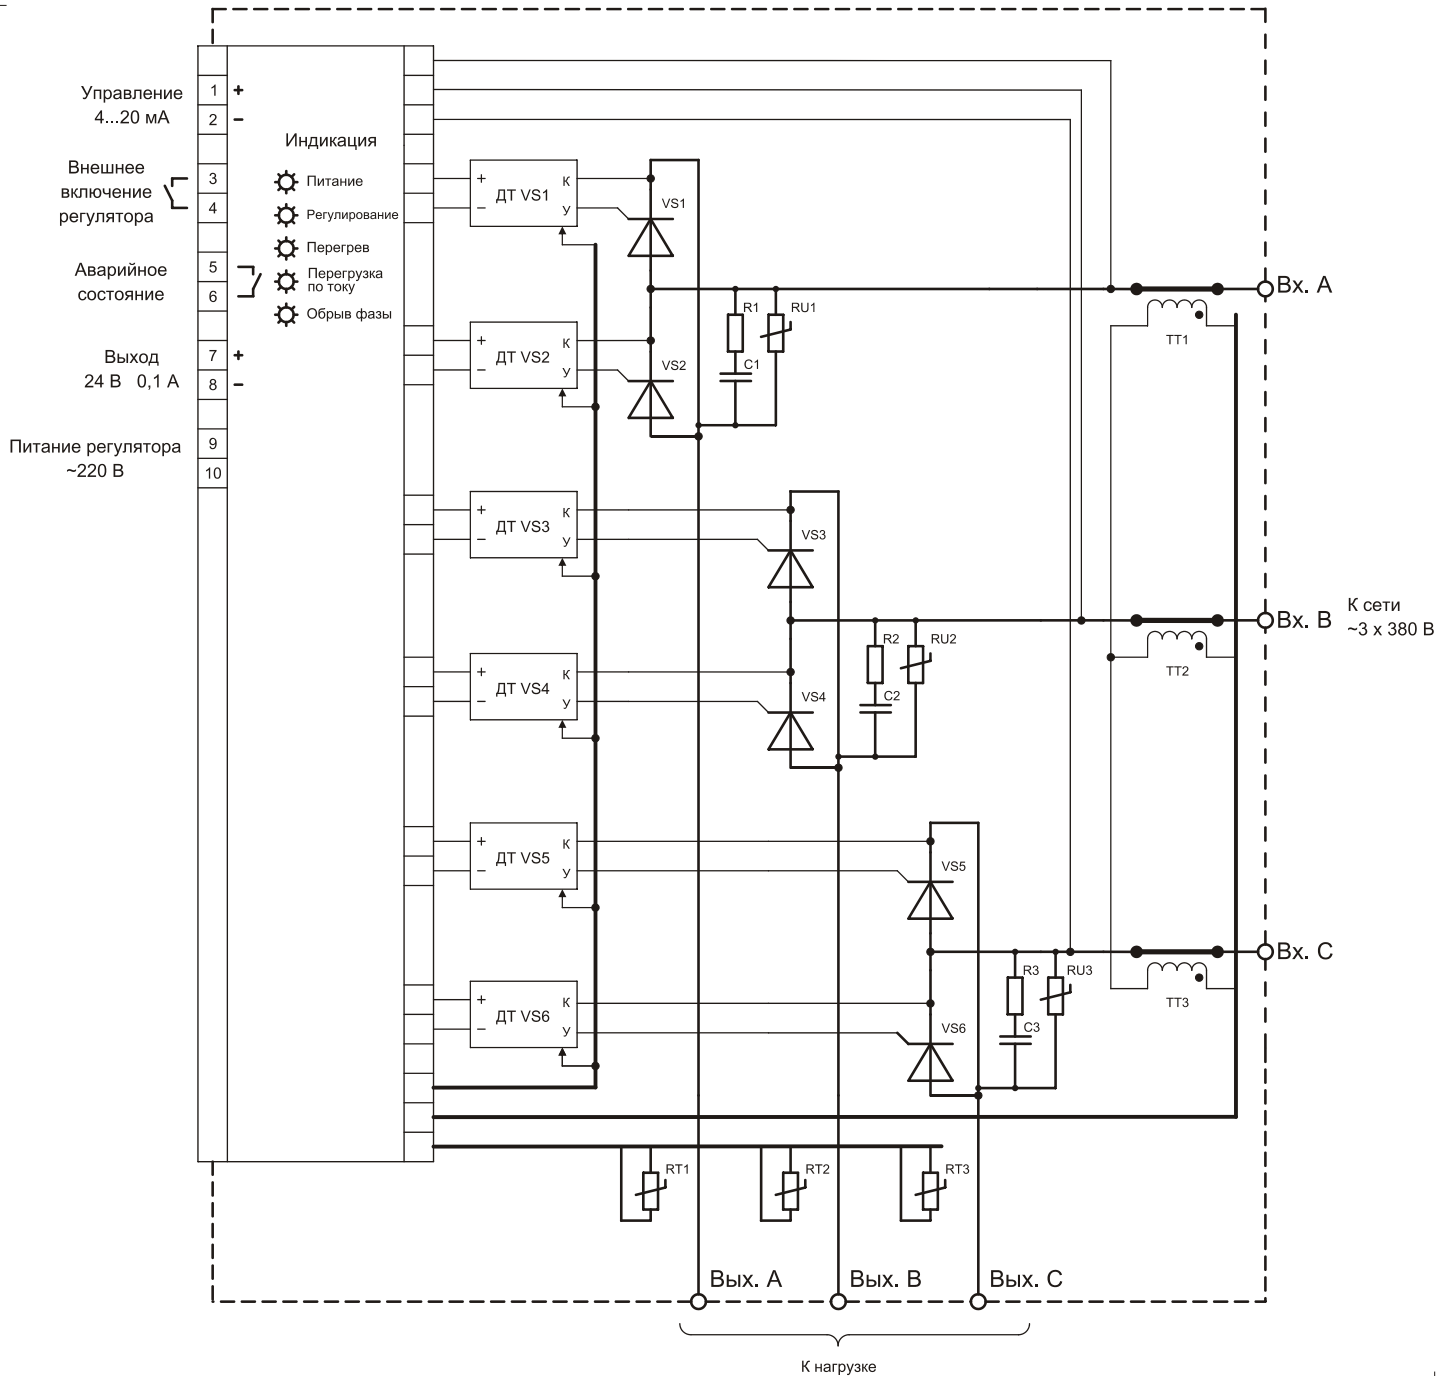 Управление
4...20 мА
1
+
2
−
Внешнее
включение
регулятора
3
4
Аварийное
состояние
5
6
Выход
24 В 0,1 А
7
+
8
−
Питание регулятора
~220 В
9
10
Индикация
Питание
Регулирование
Перегрев
Перегрузка
по току
Обрыв фазы
+ К
ДТ VS1
− У
VS1
+ К
ДТ VS2
− У
VS2
R1 RU1
C1
TT1
Вх. А
+ К
ДТ VS3
− У
VS3
+ К
ДТ VS4
− У
VS4
R2 RU2
C2
TT2
Вх. В
К сети
~3 х 380 В
+ К
ДТ VS5
− У
VS5
+ К
ДТ VS6
− У
VS6
R3 RU3
C3
TT3
Вх. С
RT1 RT2 RT3
Вых. А Вых. В Вых. С
К нагрузке